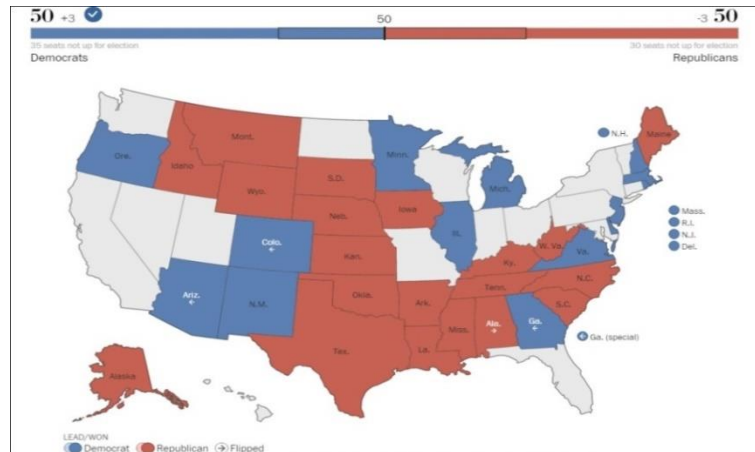 50 +3 50 -3 50
35 seats not up for election 30 seats not up for election
Democrats Republicans
Ore.
Idaho
Mont.
Wyo.
S.D.
Neb.
Minn.
Iowa
Mich.
N.H.
Maine
Mass.
R.I.
N.J.
Del.
Colo.
Kan.
Ill.
Ky.
W. Va.
Va.
Ariz.
N.M.
Okla.
Ark.
Tenn.
N.C.
S.C.
Tex.
La.
Miss.
Ala.
Ga.
Ga. (special)
Alaska
LEAD/WON
Democrat Republican Flipped